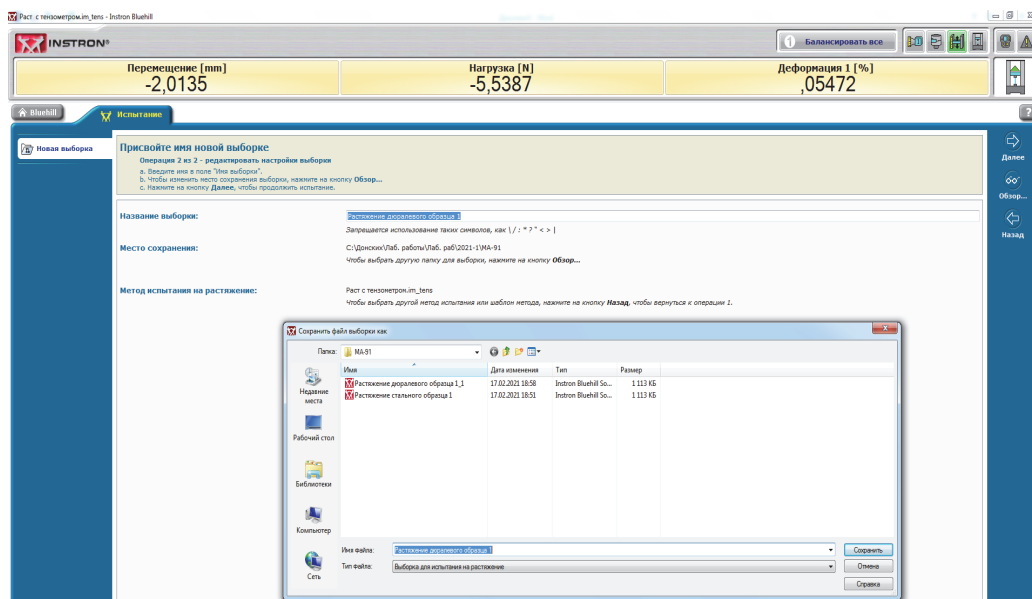 Раст с тензометром.im_tens - Instron Bluehill
INSTRON®
1 Балансировать все
Перемещение [mm]
-2,0135
Нагрузка [N]
-5,5387
Деформация 1 [%]
,05472
Bluehill
Испытание
?
Новая выборка
Присвойте имя новой выборке
Операция 2 из 2 - редактировать настройки выборки
a. Введите имя в поле "Имя выборки".
b. Чтобы изменить место сохранения выборки, нажмите на кнопку Обзор...
c. Нажмите на кнопку Далее, чтобы продолжить испытание.
Далее
Обзор...
Назад
Название выборки: Растяжение дюралевого образца 1
Запрещается использование таких символов, как \ / : * ? " < > |
Место сохранения: C:\Донских\Лаб. работы\Лаб. раб\2021-1\МА-91
Чтобы выбрать другую папку для выборки, нажмите на кнопку Обзор...
Метод испытания на растяжение: Раст с тензометром.im_tens
Чтобы выбрать другой метод испытания или шаблон метода, нажмите на кнопку Назад, чтобы вернуться к операции 1.
Сохранить файл выборки как
Папка: МА-91
Имя Дата изменения Тип Размер
Растяжение дюралевого образца 1_1 17.02.2021 18:58 Instron Bluehill So... 1 113 КБ
Растяжение стального образца 1 17.02.2021 18:51 Instron Bluehill So... 1 113 КБ
Недавние
места
Рабочий стол
Библиотеки
Компьютер
Сеть
Имя файла: Растяжение дюралевого образца 1 Сохранить
Тип файла: Выборка для испытания на растяжение Отмена
Справка